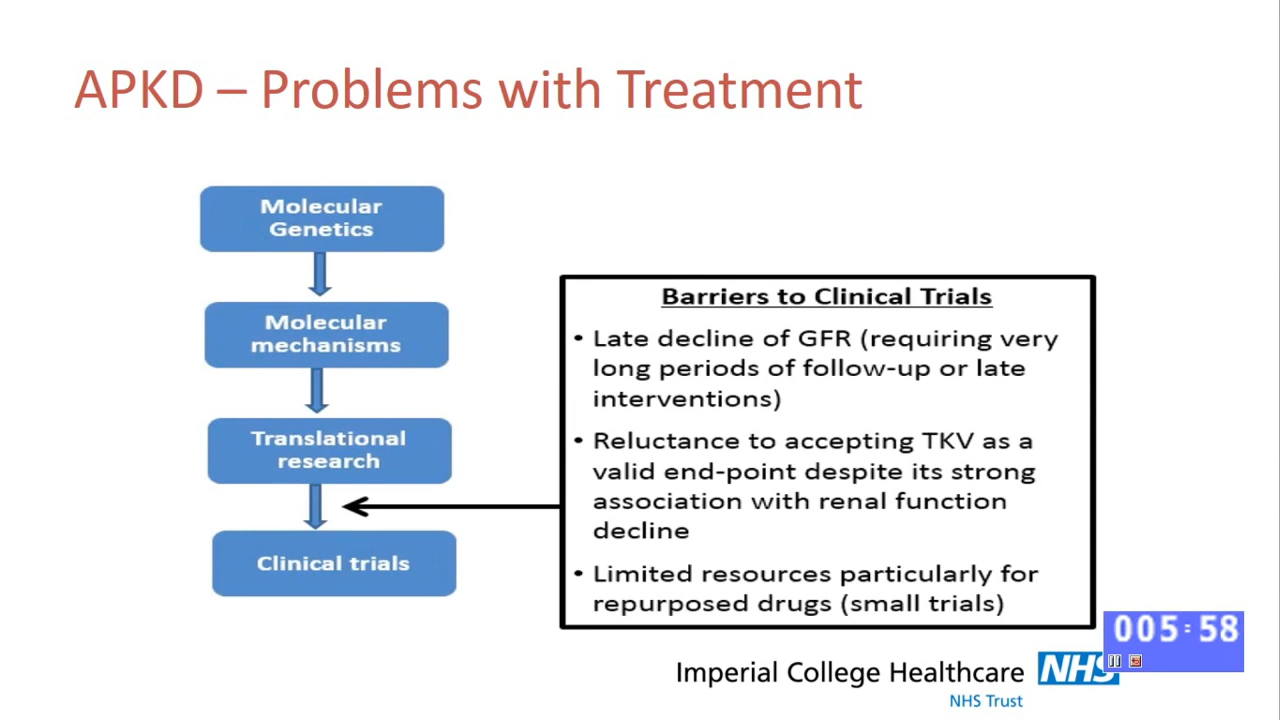 APKD – Problems with Treatment
Molecular
Genetics
Molecular
mechanisms
Translational
research
Clinical trials
Barriers to Clinical Trials
• Late decline of GFR (requiring very
long periods of follow-up or late
interventions)
• Reluctance to accepting TKV as a
valid end-point despite its strong
association with renal function
decline
• Limited resources particularly for
repurposed drugs (small trials)
005:58
Imperial College Healthcare NHS
NHS Trust